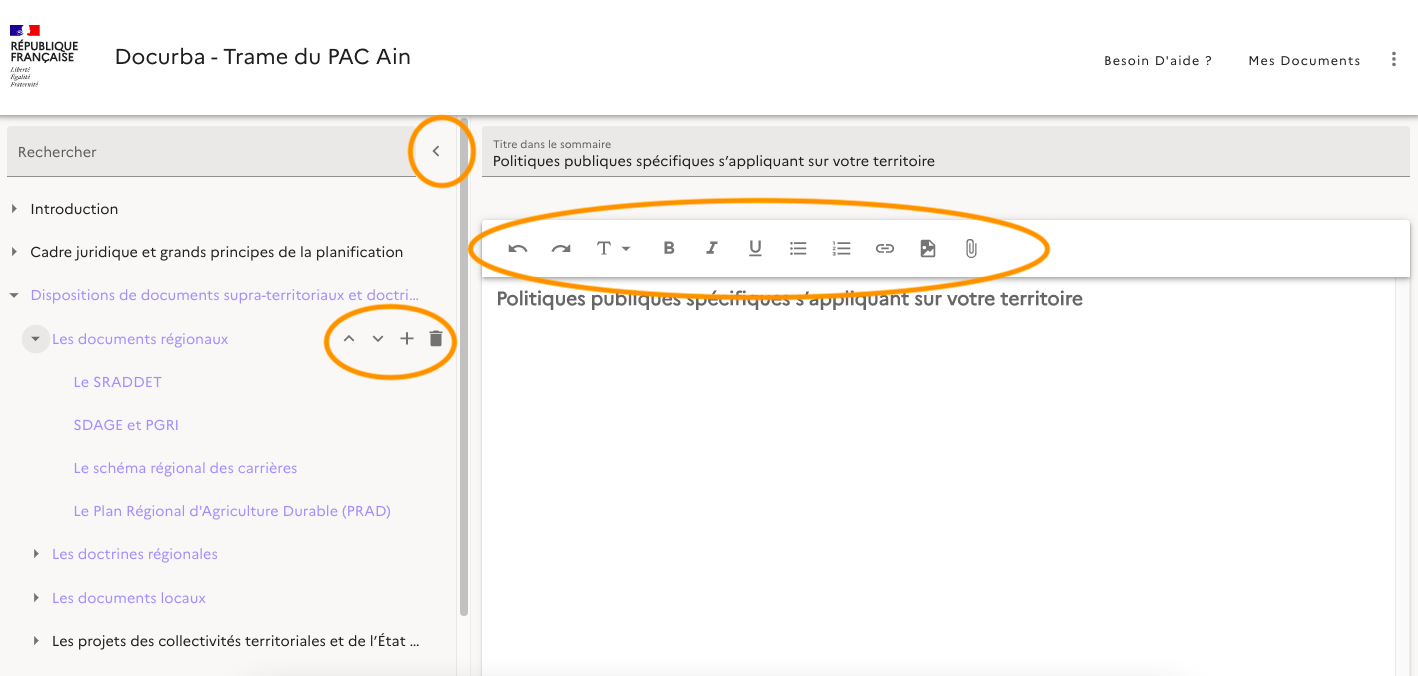 RÉPUBLIQUE
FRANÇAISE
Liberté
Égalité
Fraternité
Docurba - Trame du PAC Ain
Besoin D'aide ?
Mes Documents
Rechercher
Introduction
Cadre juridique et grands principes de la planification
Dispositions de documents supra-territoriaux et doctri...
Les documents régionaux
Le SRADDET
SDAGE et PGRI
Le schéma régional des carrières
Le Plan Régional d'Agriculture Durable (PRAD)
Les doctrines régionales
Les documents locaux
Les projets des collectivités territoriales et de l’État ...
Titre dans le sommaire
Politiques publiques spécifiques s’appliquant sur votre territoire
T B I U
Politiques publiques spécifiques s’appliquant sur votre territoire